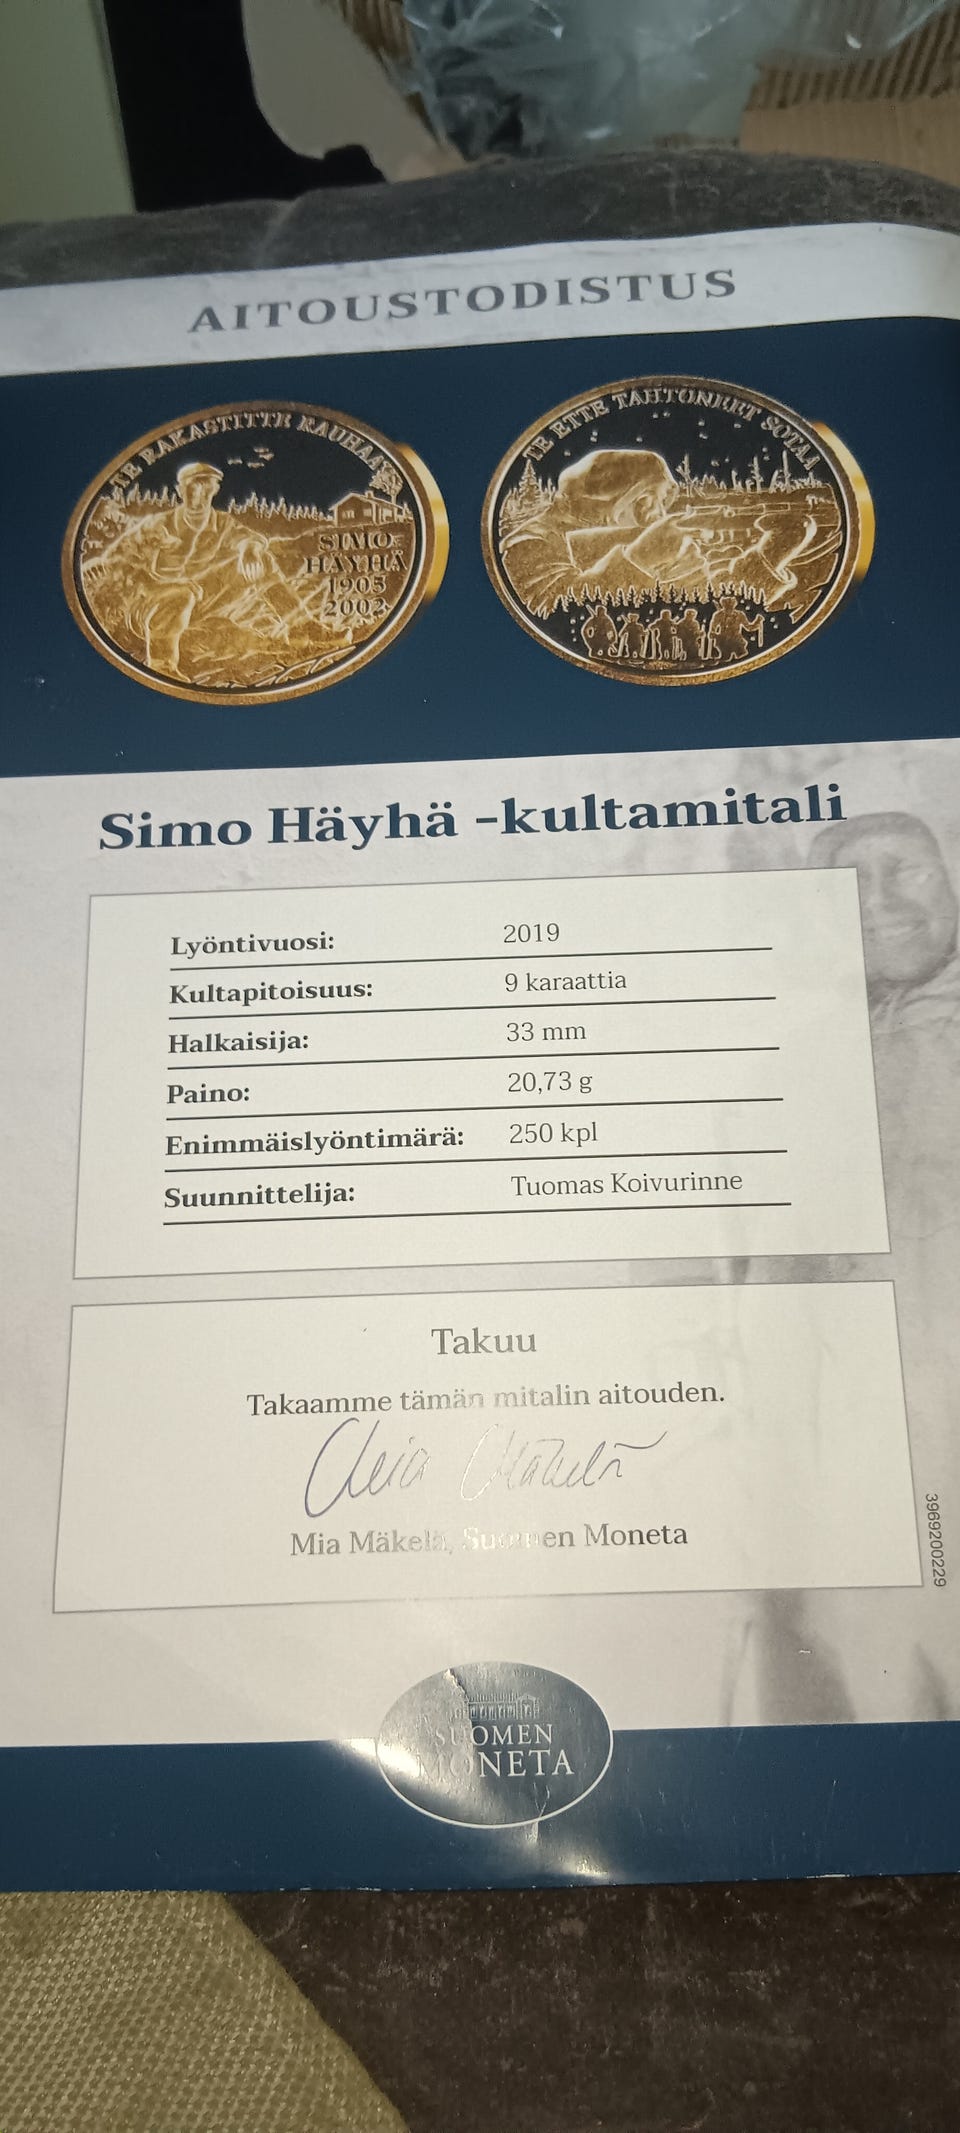 AITOUSTODISTUS
TE RAKASTITTE RAUHAA
SIMO
HÄYHÄ
1905
2002
TE ETTE TAHTONEET SOTAA
Simo Häyhä -kultamitali
Lyöntivuosi: 2019
Kultapitoisuus: 9 karaattia
Halkaisija: 33 mm
Paino: 20,73 g
Enimmäislyöntimärä: 250 kpl
Suunnittelija: Tuomas Koivurinne
Takuu
Takaamme tämän mitalin aitouden.
Mia Mäkelä
Mia Mäkelä, Suomen Moneta
3969200229
SUOMEN
MONETA